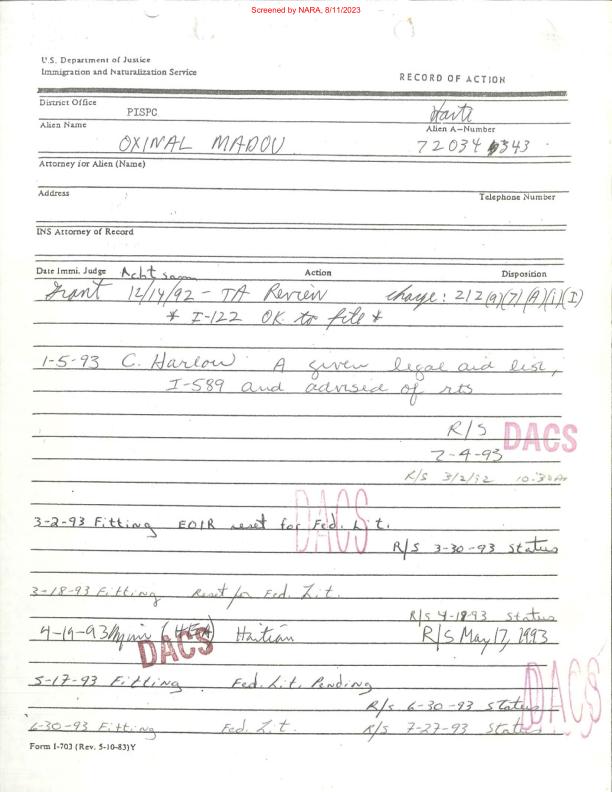 Screened by NARA, 8/11/2023
U.S. Department of Justice
Immigration and Naturalization Service
RECORD OF ACTION
District Office
PISPC
Alien Name
Alien A-Number
OXINAL MADOU
72034 343
Attorney for Alien (Name)
Address
Telephone Number
INS Attorney of Record
Date Immi. Judge Achtsam Action Disposition
Grant 12/14/92 - TA Review charge: 212(a)(7)(A)(i)(I)
* I-122 OK to file *
1-5-93 C. Harlow A given legal aid list,
I-589 and advised of rts
R/S DACS
2-4-93
R/S 3/2/92 10:30 AM
DACS
3-2-93 Fitting EOIR reset for Fed. Lit.
R/S 3-30-93 Status
3-18-93 Fitting Reset for Fed. Lit.
R/S 4-19-93 Status
4-19-93 Haitian R/S May 17, 1993
DACS
5-17-93 Fitting Fed. Lit. Pending
R/S 6-30-93 Status
DACS
6-30-93 Fitting Fed. Lit. R/S 7-27-93 Status
Form I-703 (Rev. 5-10-83)Y